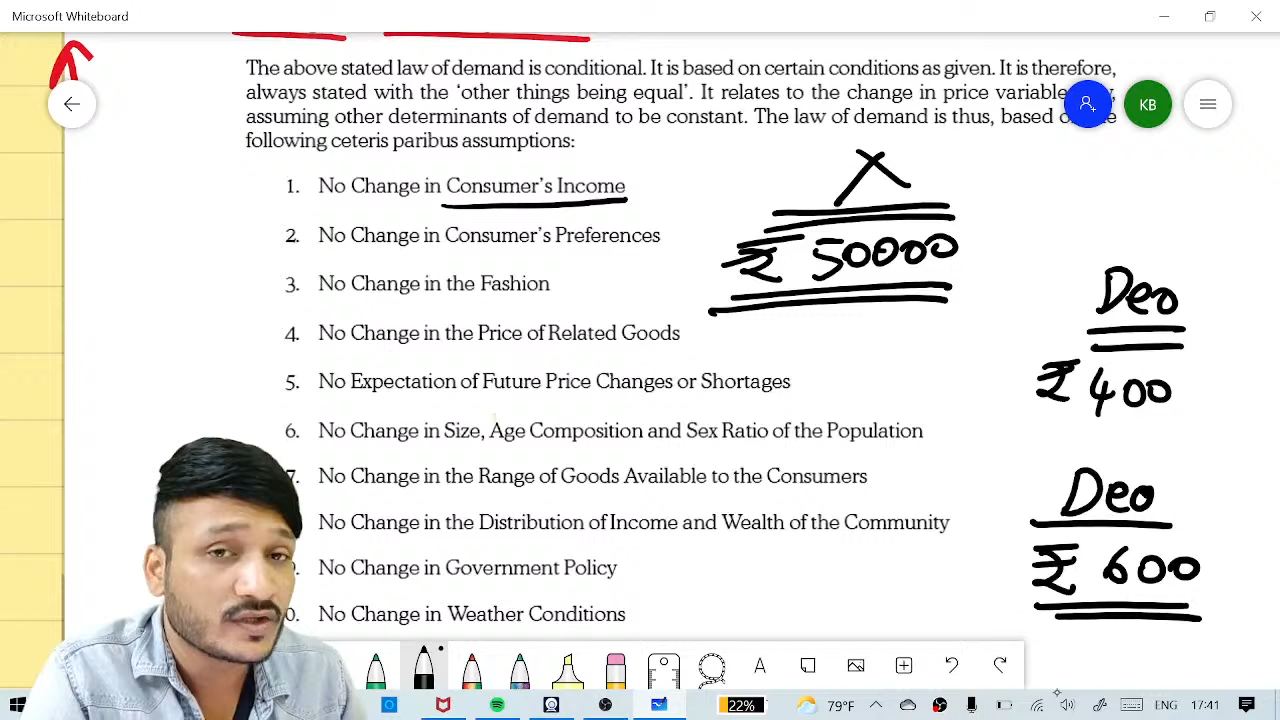 Microsoft Whiteboard
The above stated law of demand is conditional. It is based on certain conditions as given. It is therefore,
always stated with the 'other things being equal'. It relates to the change in price variable
assuming other determinants of demand to be constant. The law of demand is thus, based
following ceteris paribus assumptions:
KB
1. No Change in Consumer's Income
2. No Change in Consumer's Preferences
3. No Change in the Fashion
4. No Change in the Price of Related Goods
5. No Expectation of Future Price Changes or Shortages
6. No Change in Size, Age Composition and Sex Ratio of the Population
7. No Change in the Range of Goods Available to the Consumers
No Change in the Distribution of Income and Wealth of the Community
No Change in Government Policy
No Change in Weather Conditions
X
₹ 50000
Deo
₹ 400
Deo
₹ 600
A
22%
79°F
ENG
17:41